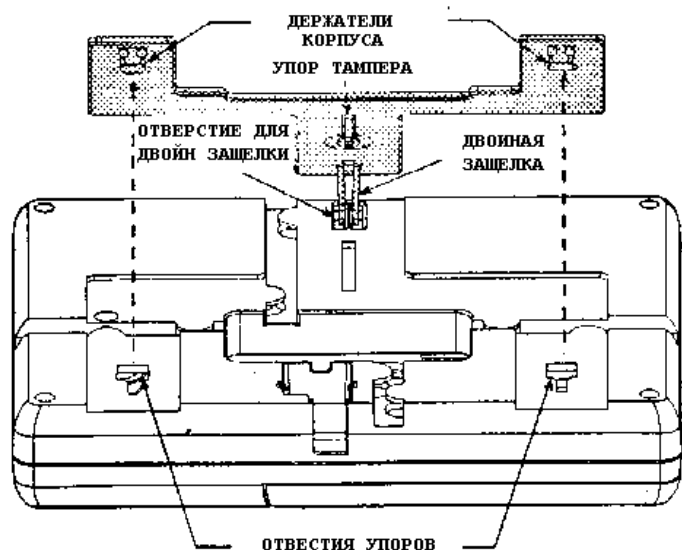 ДЕРЖАТЕЛИ
КОРПУСА
УПОР ТАМПЕРА
ОТВЕРСТИЕ ДЛЯ
ДВОЙН ЗАЩЕЛКИ
ДВОИНАЯ
ЗАЩЕЛКА
ОТВЕСТИЯ УПОРОВ